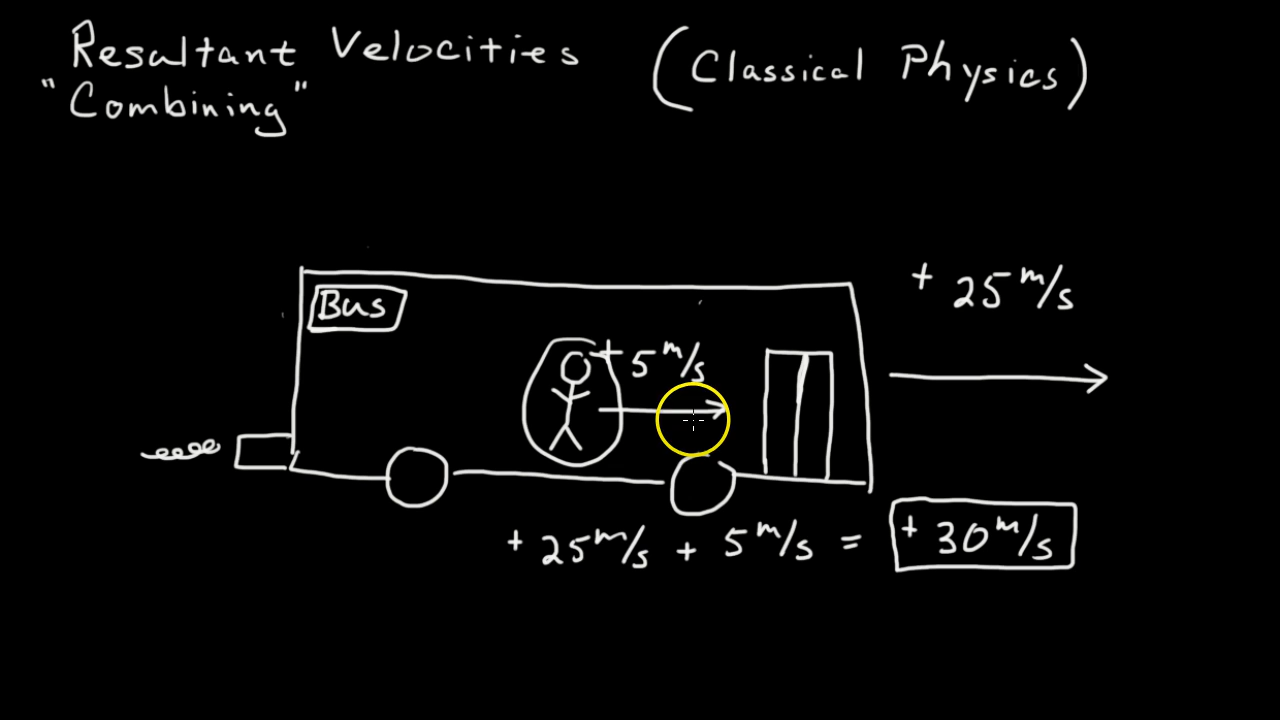 Resultant Velocities (Classical Physics)
"Combining"
+ 25 m/s
Bus
+ 5 m/s
+ 25 m/s + 5 m/s = + 30 m/s